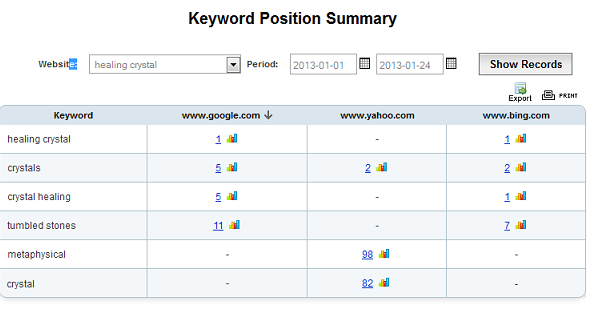 Keyword Position Summary
Website: healing crystal Period: 2013-01-01 2013-01-24 Show Records
Export PRINT
Keyword www.google.com www.yahoo.com www.bing.com
healing crystal 1 - 1
crystals 5 2 2
crystal healing 5 - 1
tumbled stones 11 - 7
metaphysical - 98 -
crystal - 82 -